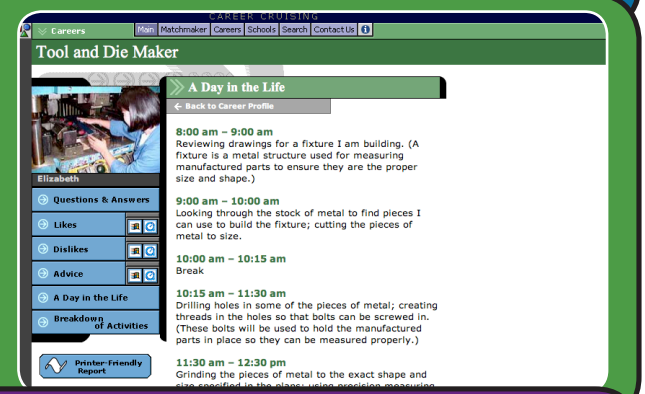 CAREER CRUISING
Careers
Main Matchmaker Careers Schools Search Contact Us
Tool and Die Maker
A Day in the Life
Back to Career Profile
Elizabeth
Questions & Answers
Likes
Dislikes
Advice
A Day in the Life
Breakdown
of Activities
Printer-Friendly
Report
8:00 am – 9:00 am
Reviewing drawings for a fixture I am building. (A
fixture is a metal structure used for measuring
manufactured parts to ensure they are the proper
size and shape.)
9:00 am – 10:00 am
Looking through the stock of metal to find pieces I
can use to build the fixture; cutting the pieces of
metal to size.
10:00 am – 10:15 am
Break
10:15 am – 11:30 am
Drilling holes in some of the pieces of metal; creating
threads in the holes so that bolts can be screwed in.
(These bolts will be used to hold the manufactured
parts in place so they can be measured properly.)
11:30 am – 12:30 pm
Grinding the pieces of metal to the exact shape and
size specified in the plans; using precision measuring